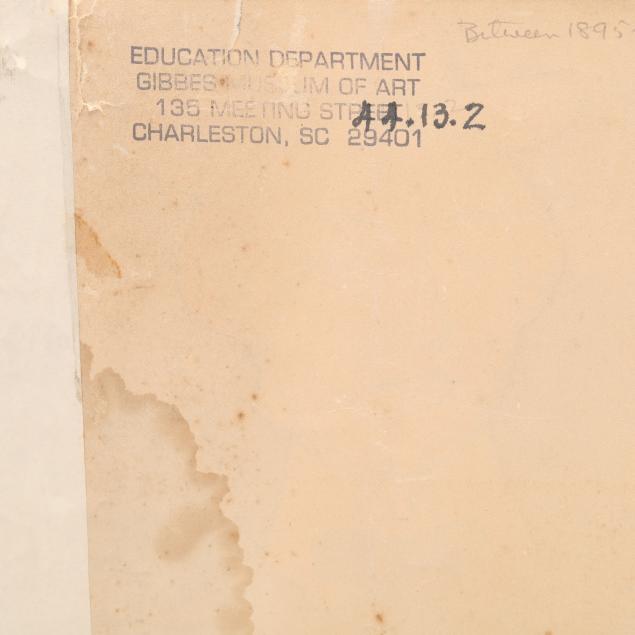 Between 1895
EDUCATION DEPARTMENT
GIBBES MUSEUM OF ART
135 MEETING STREET
44.13.2
CHARLESTON, SC 29401